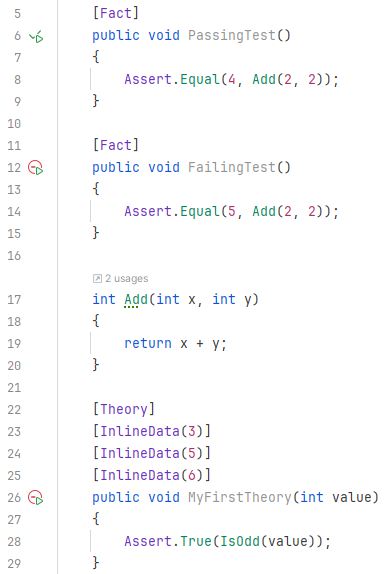 5 [Fact]
6 public void PassingTest()
7 {
8 Assert.Equal(4, Add(2, 2));
9 }
10
11 [Fact]
12 public void FailingTest()
13 {
14 Assert.Equal(5, Add(2, 2));
15 }
16
2 usages
17 int Add(int x, int y)
18 {
19 return x + y;
20 }
21
22 [Theory]
23 [InlineData(3)]
24 [InlineData(5)]
25 [InlineData(6)]
26 public void MyFirstTheory(int value)
27 {
28 Assert.True(IsOdd(value));
29 }